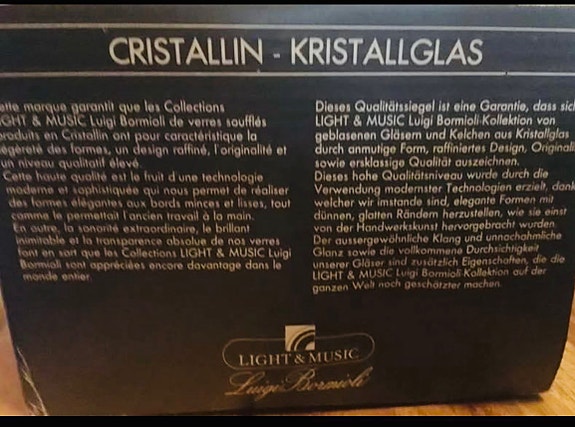 CRISTALLIN - KRISTALLGLAS
ette marque garantit que les Collections
IGHT & MUSIC Luigi Bormioli de verres soufflés
roduits en Cristallin ont pour caractéristique la
égéreté des formes, un design raffiné, l'originalité et
un niveau qualitatif élevé.
Cette haute qualité est le fruit d'une technologie
moderne et sophistiquée qui nous permet de réaliser
des formes élégantes aux bords minces et lisses, tout
comme le permettait l'ancien travail à la main.
En outre, la sonorité extraordinaire, le brillant
inimitable et la transparence absolue de nos verres
font en sort que les Collections LIGHT & MUSIC Luigi
Bormioli sont appréciées encore davantage dans le
monde entier.
Dieses Qualitätssiegel ist eine Garantie, dass sich
LIGHT & MUSIC Luigi Bormioli-Kollektion von
geblasenen Gläsern und Kelchen aus Kristallglas
durch anmutige Form, raffiniertes Design, Originali
sowie ersklassige Qualität auszeichnen.
Dieses hohe Qualitätsniveau wurde durch die
Verwendung modernster Technologien erzielt, dank
welcher wir imstande sind, elegante Formen mit
dünnen, glatten Rändern herzustellen, wie sie einst
von der Handwerkskunst hervorgebracht wurden.
Der aussergewöhnliche Klang und unnachahmliche
Glanz sowie die vollkommene Durchsichtigkeit
unserer Gläser sind zusätzlich Eigenschaften, die die
LIGHT & MUSIC Luigi Bormioli-Kollektion auf der
ganzen Welt noch geschätzter machen.
LIGHT & MUSIC
Luigi Bormioli